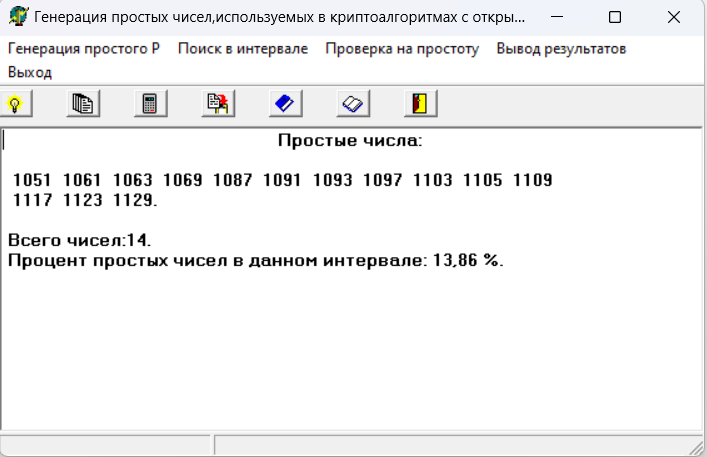 Генерация простых чисел,используемых в криптоалгоритмах с откры...
Генерация простого P Поиск в интервале Проверка на простоту Вывод результатов
Выход
Простые числа:
1051 1061 1063 1069 1087 1091 1093 1097 1103 1105 1109
1117 1123 1129.
Всего чисел:14.
Процент простых чисел в данном интервале: 13,86 %.